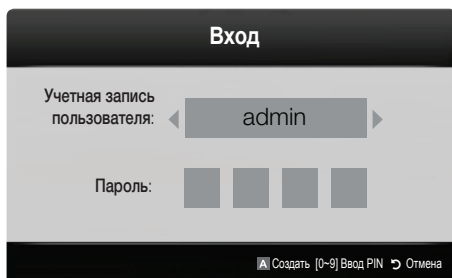 Вход
Учетная запись
пользователя: admin
Пароль:
A Создать [0~9] Ввод PIN Отмена